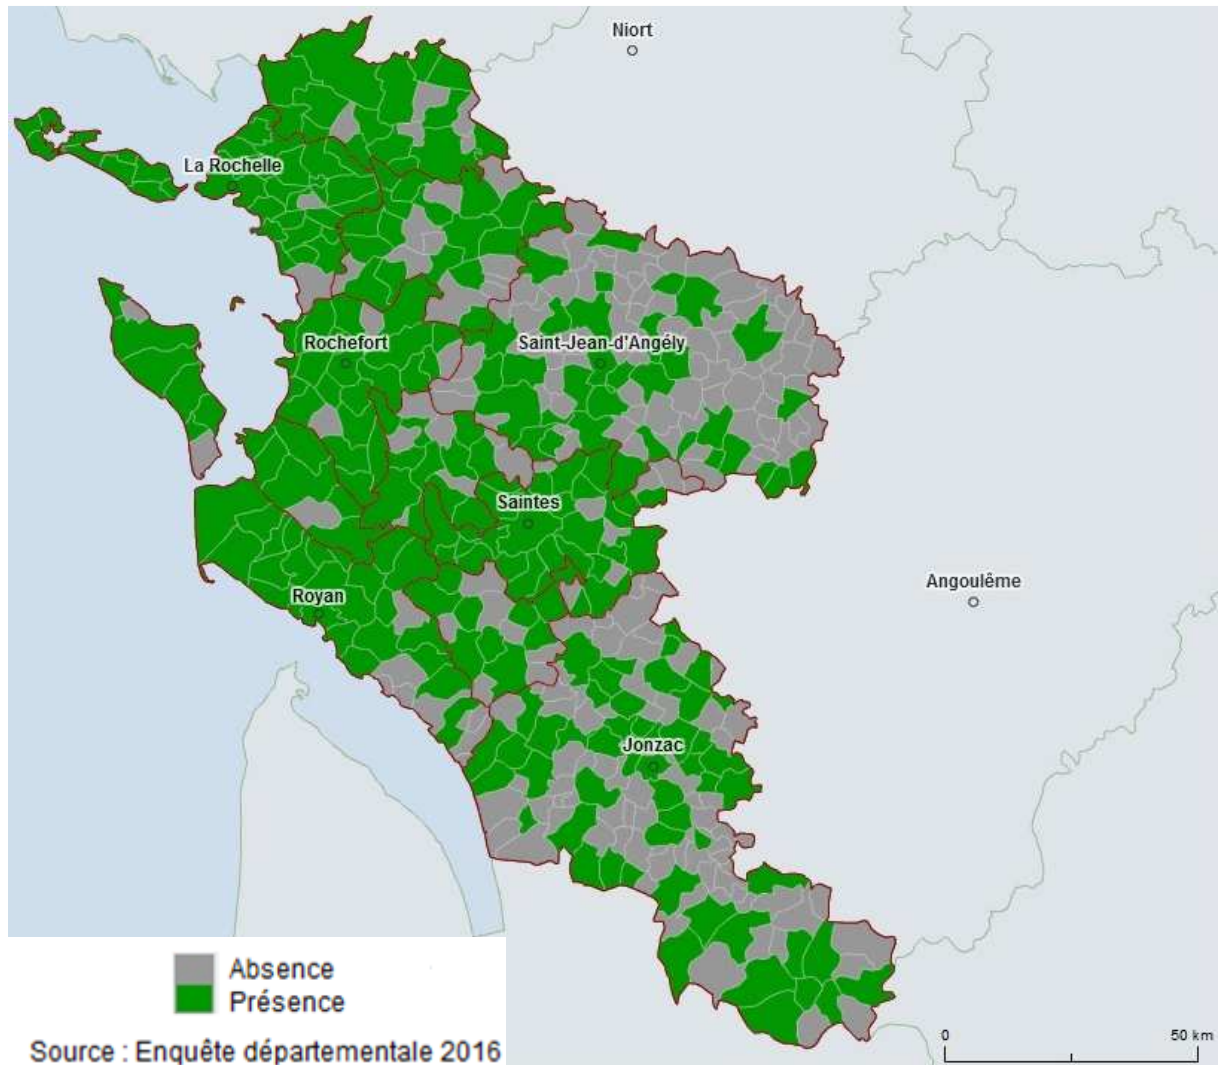 Niort
La Rochelle
Rochefort
Saint-Jean-d'Angély
Saintes
Angoulême
Royan
Jonzac
Absence
Présence
0 50 km
Source : Enquête départementale 2016